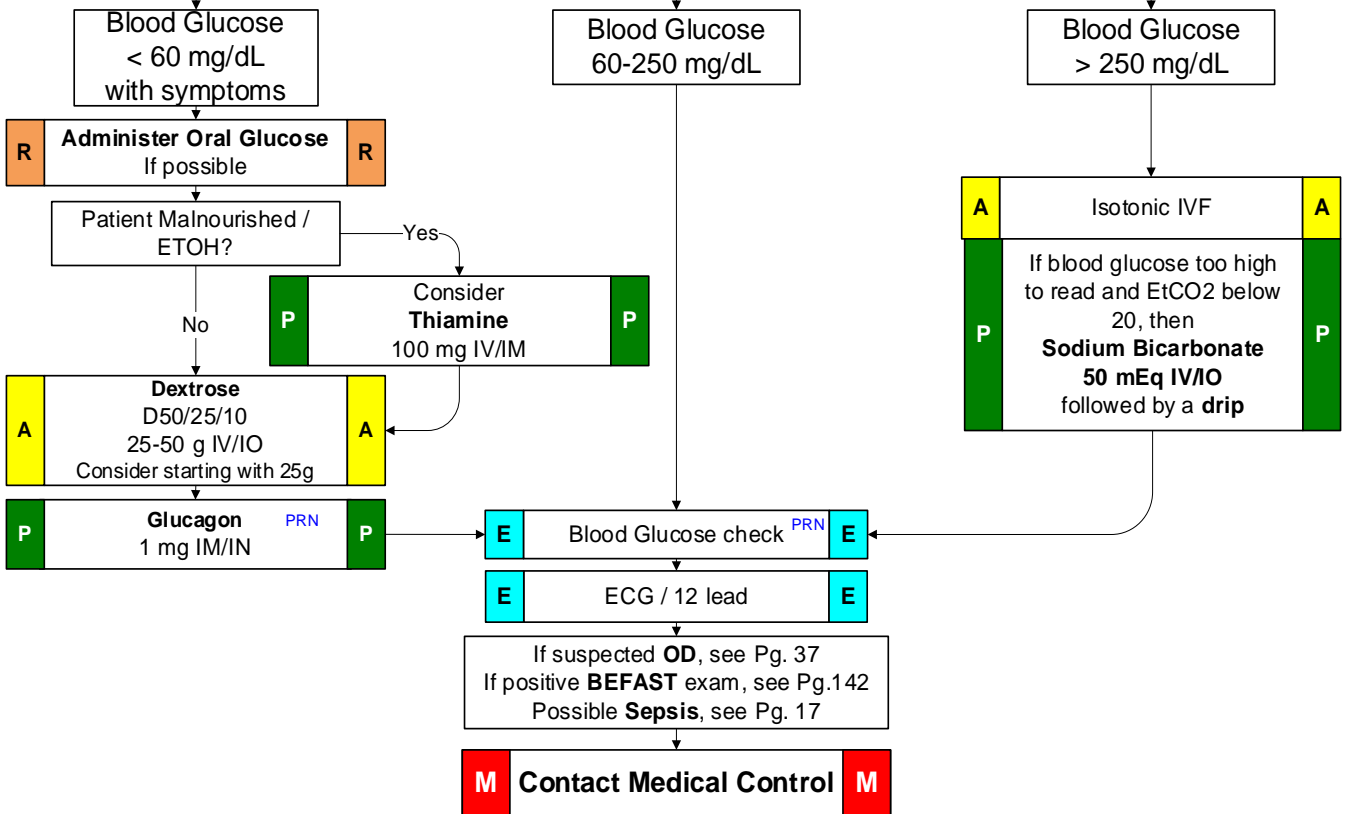 Blood Glucose
< 60 mg/dL
with symptoms
Blood Glucose
60-250 mg/dL
Blood Glucose
> 250 mg/dL
R
Administer Oral Glucose
If possible
R
Patient Malnourished /
ETOH?
Yes
No
P
Consider
Thiamine
100 mg IV/IM
P
A
Dextrose
D50/25/10
25-50 g IV/IO
Consider starting with 25g
A
P
Glucagon PRN
1 mg IM/IN
P
A
Isotonic IVF
A
P
If blood glucose too high
to read and EtCO2 below
20, then
Sodium Bicarbonate
50 mEq IV/IO
followed by a drip
P
E
Blood Glucose check PRN
E
E
ECG / 12 lead
E
If suspected OD, see Pg. 37
If positive BEFAST exam, see Pg.142
Possible Sepsis, see Pg. 17
M
Contact Medical Control
M